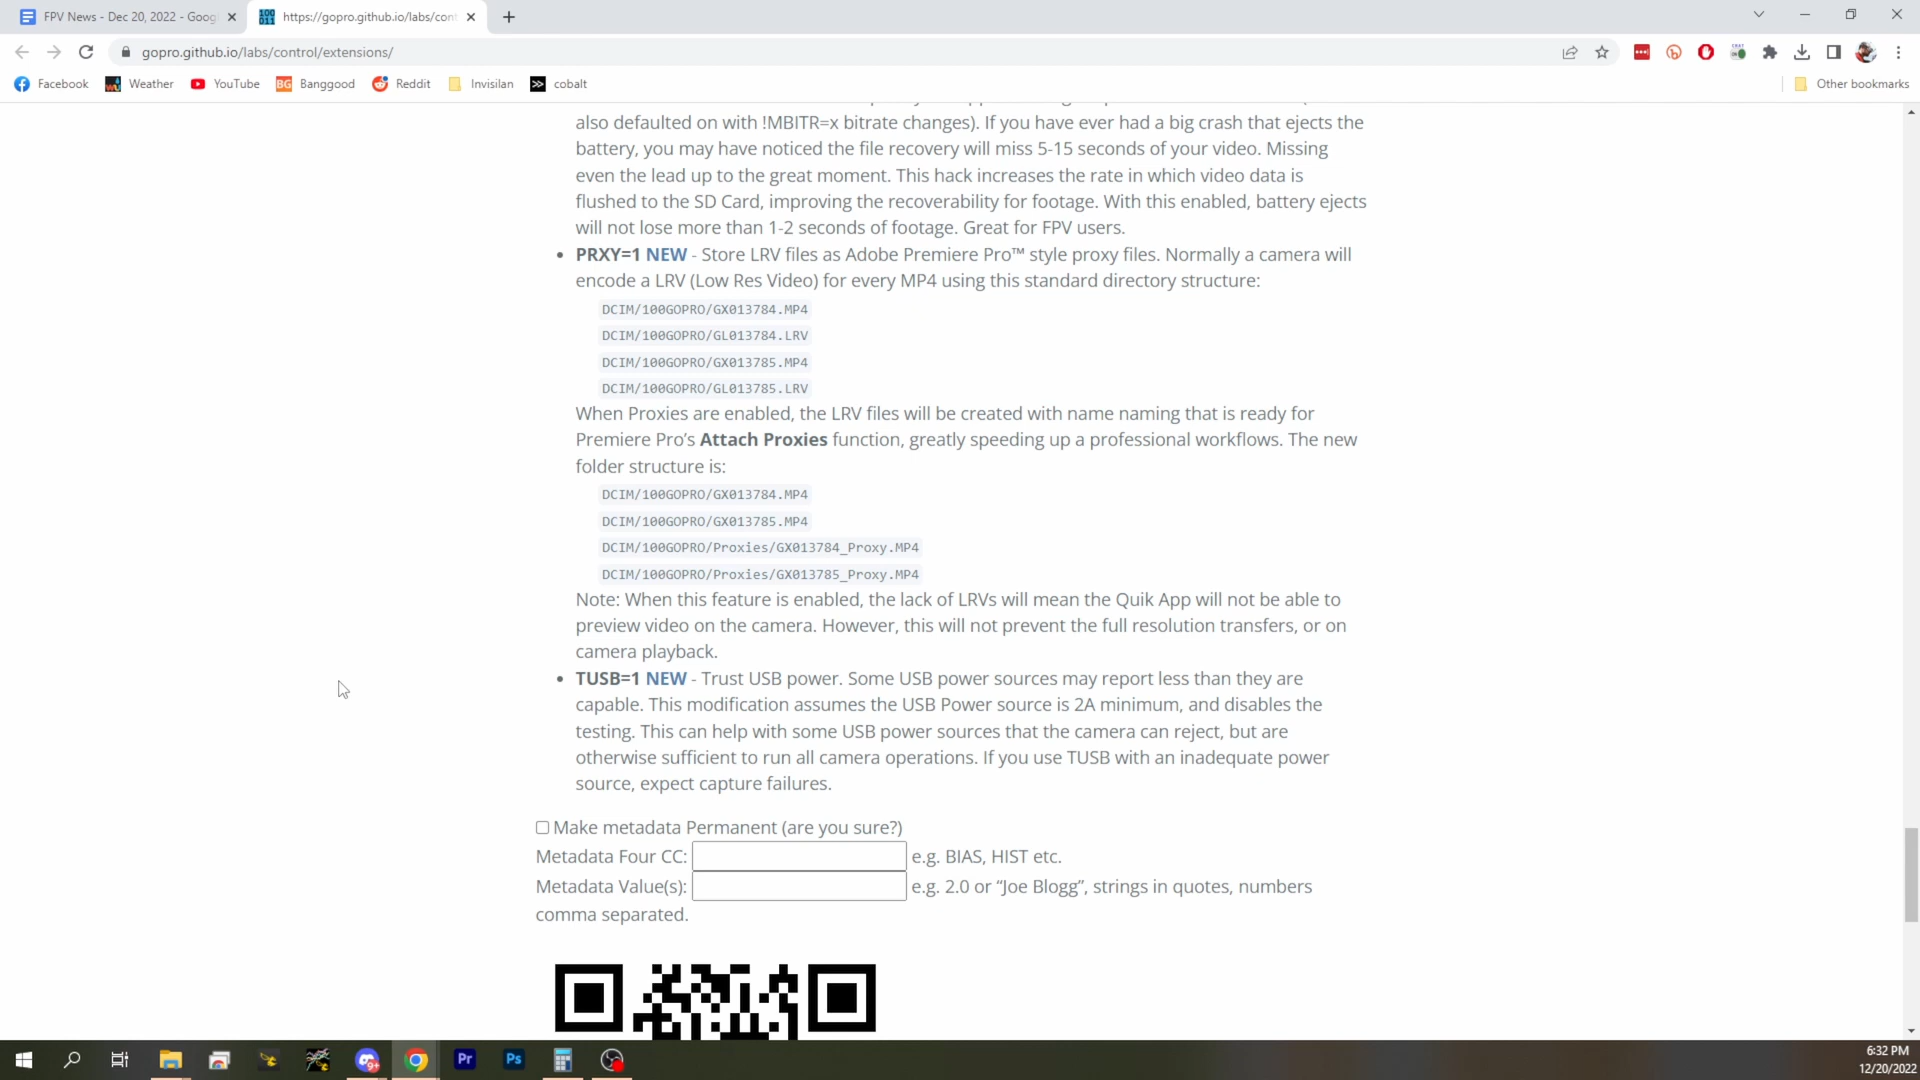 FPV News - Dec 20, 2022 - Goog
https://gopro.github.io/labs/cont
gopro.github.io/labs/control/extensions/
Facebook
Weather
YouTube
BG
Banggood
Reddit
Invisilan
cobalt
Other bookmarks
also defaulted on with !MBITR=x bitrate changes). If you have ever had a big crash that ejects the
battery, you may have noticed the file recovery will miss 5-15 seconds of your video. Missing
even the lead up to the great moment. This hack increases the rate in which video data is
flushed to the SD Card, improving the recoverability for footage. With this enabled, battery ejects
will not lose more than 1-2 seconds of footage. Great for FPV users.
• PRXY=1 NEW - Store LRV files as Adobe Premiere Pro™ style proxy files. Normally a camera will
encode a LRV (Low Res Video) for every MP4 using this standard directory structure:
DCIM/100GOPRO/GX013784.MP4
DCIM/100GOPRO/GL013784.LRV
DCIM/100GOPRO/GX013785.MP4
DCIM/100GOPRO/GL013785.LRV
When Proxies are enabled, the LRV files will be created with name naming that is ready for
Premiere Pro's Attach Proxies function, greatly speeding up a professional workflows. The new
folder structure is:
DCIM/100GOPRO/GX013784.MP4
DCIM/100GOPRO/GX013785.MP4
DCIM/100GOPRO/Proxies/GX013784_Proxy.MP4
DCIM/100GOPRO/Proxies/GX013785_Proxy.MP4
Note: When this feature is enabled, the lack of LRVs will mean the Quik App will not be able to
preview video on the camera. However, this will not prevent the full resolution transfers, or on
camera playback.
• TUSB=1 NEW - Trust USB power. Some USB power sources may report less than they are
capable. This modification assumes the USB Power source is 2A minimum, and disables the
testing. This can help with some USB power sources that the camera can reject, but are
otherwise sufficient to run all camera operations. If you use TUSB with an inadequate power
source, expect capture failures.
Make metadata Permanent (are you sure?)
Metadata Four CC: e.g. BIAS, HIST etc.
Metadata Value(s): e.g. 2.0 or “Joe Blogg”, strings in quotes, numbers
comma separated.
9+
Pr
Ps
6:32 PM
12/20/2022